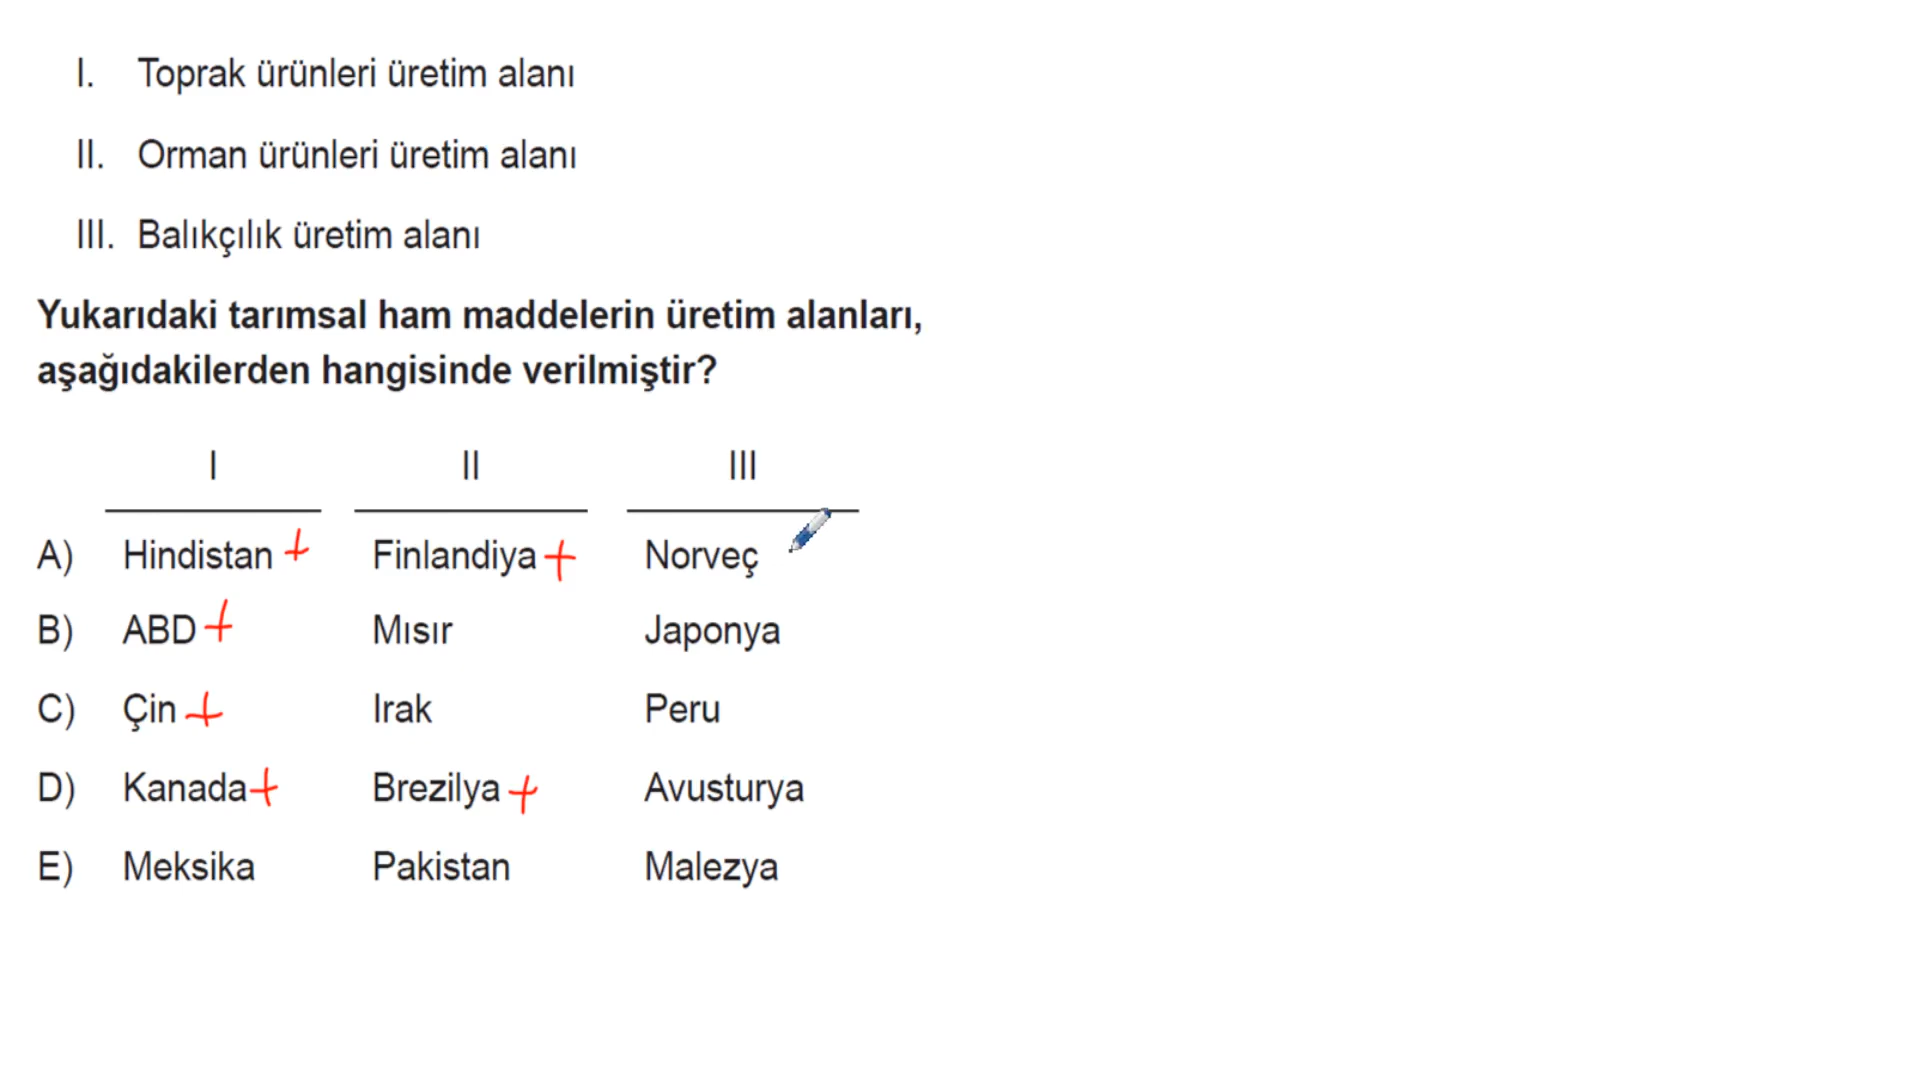 I. Toprak ürünleri üretim alanı
II. Orman ürünleri üretim alanı
III. Balıkçılık üretim alanı
Yukarıdaki tarımsal ham maddelerin üretim alanları,
aşağıdakilerden hangisinde verilmiştir?
I II III
A) Hindistan + Finlandiya + Norveç
B) ABD + Mısır Japonya
C) Çin + Irak Peru
D) Kanada + Brezilya + Avusturya
E) Meksika Pakistan Malezya